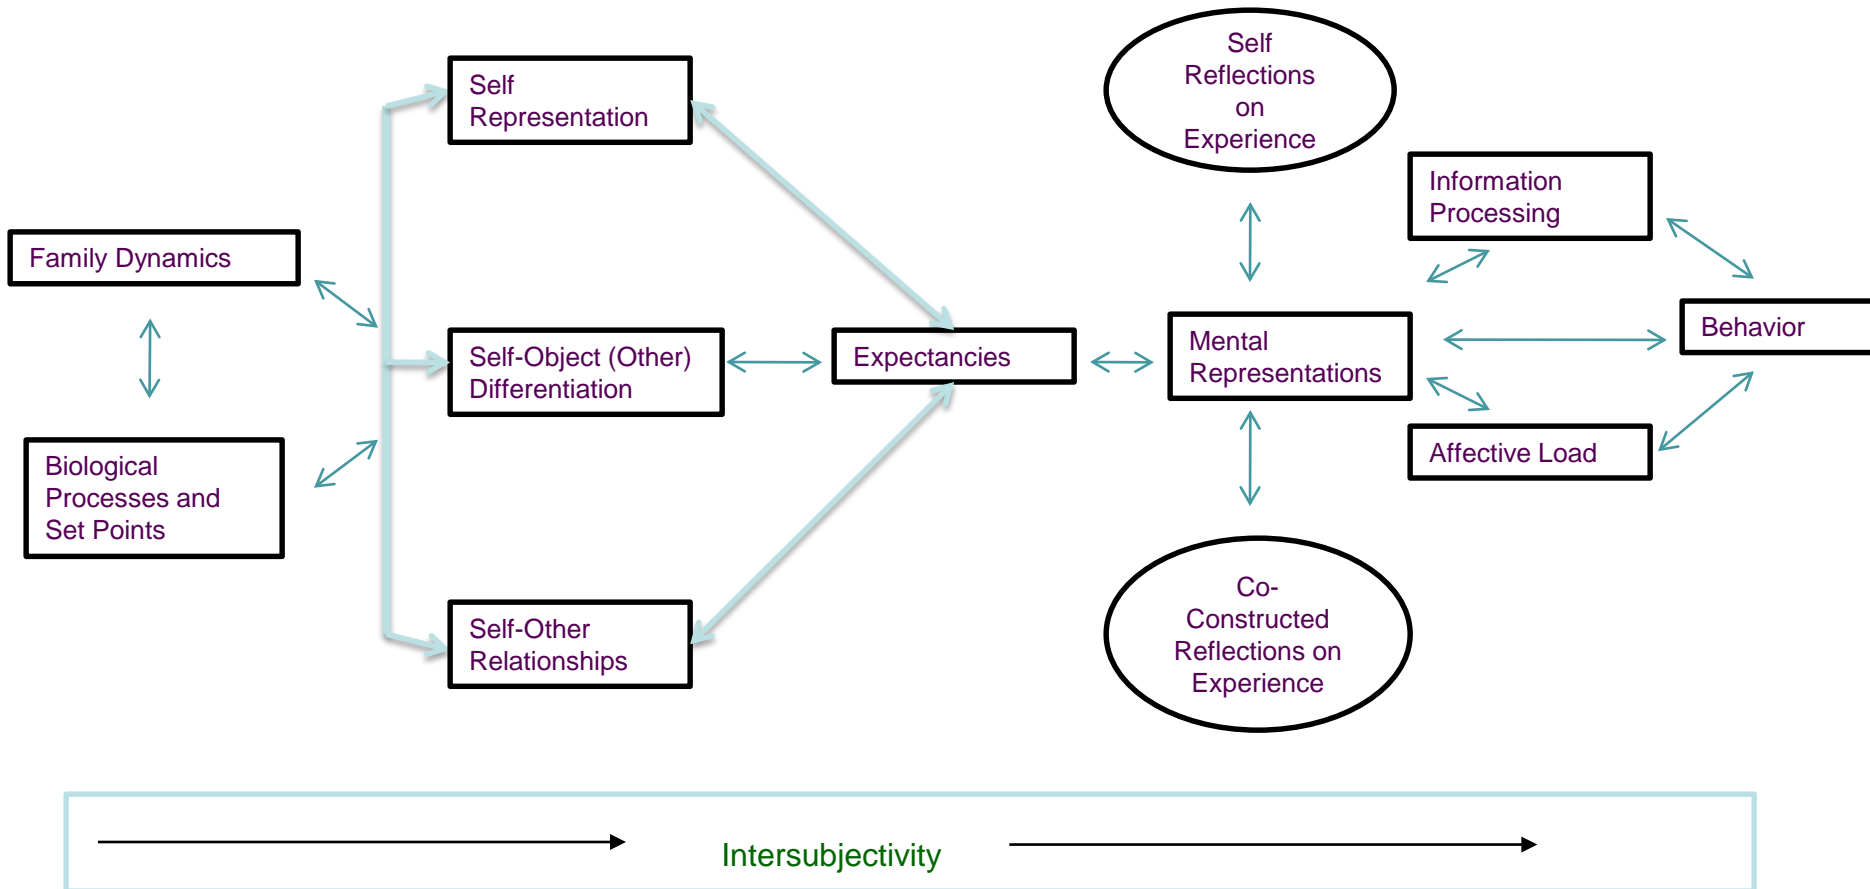 Self
Reflections
on
Experience
Self
Representation
Information
Processing
Family Dynamics
Self-Object (Other)
Differentiation
Expectancies
Mental
Representations
Behavior
Biological
Processes and
Set Points
Affective Load
Self-Other
Relationships
Co-
Constructed
Reflections on
Experience
Intersubjectivity